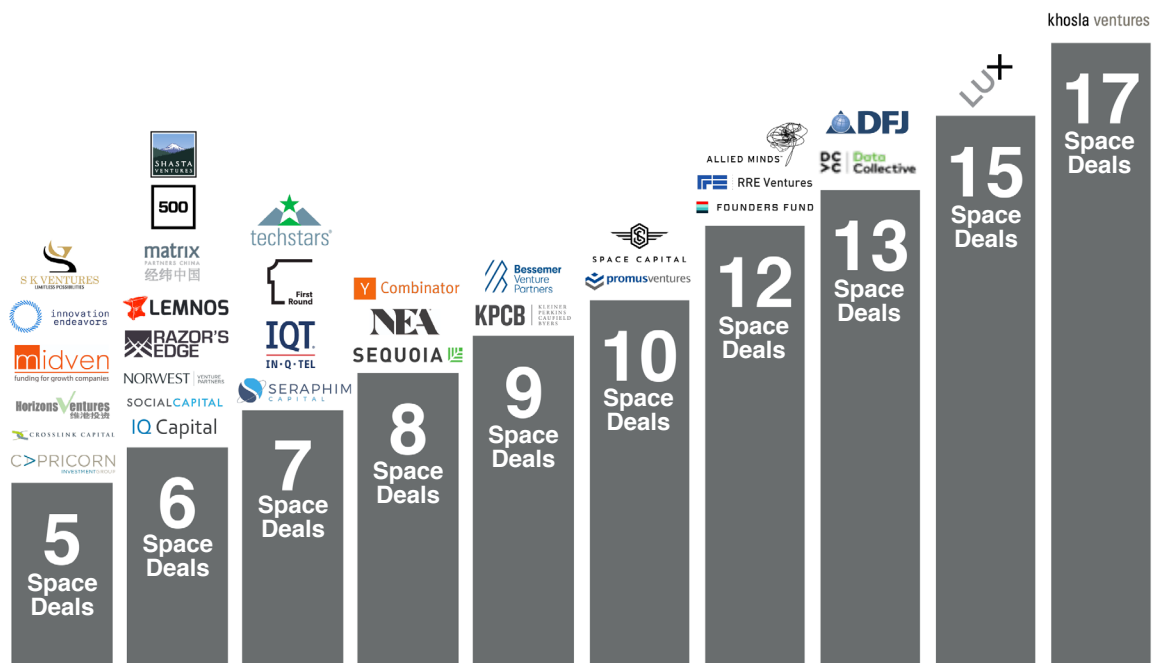 S K VENTURES
LIMITLESS POSSIBILITIES
innovation
endeavors
midven
funding for growth companies
Horizons Ventures
维港投资
CROSSLINK CAPITAL
CAPRICORN
INVESTMENT GROUP
5
Space
Deals
SHASTA
VENTURES
500
matrix
PARTNERS CHINA
经纬中国
LEMNOS
RAZOR'S
EDGE
NORWEST VENTURE
PARTNERS
SOCIALCAPITAL
IQ Capital
6
Space
Deals
techstars
1
First
Round
IQT
IN·Q·TEL
SERAPHIM
CAPITAL
7
Space
Deals
Y Combinator
NEA
SEQUOIA
8
Space
Deals
Bessemer
Venture
Partners
KPCB
KLEINER
PERKINS
CAUFIELD
BYERS
9
Space
Deals
SPACE CAPITAL
promusventures
10
Space
Deals
ALLIED MINDS
RRE Ventures
FOUNDERS FUND
12
Space
Deals
DFJ
DCVC
Data
Collective
13
Space
Deals
LU+
15
Space
Deals
khosla ventures
17
Space
Deals